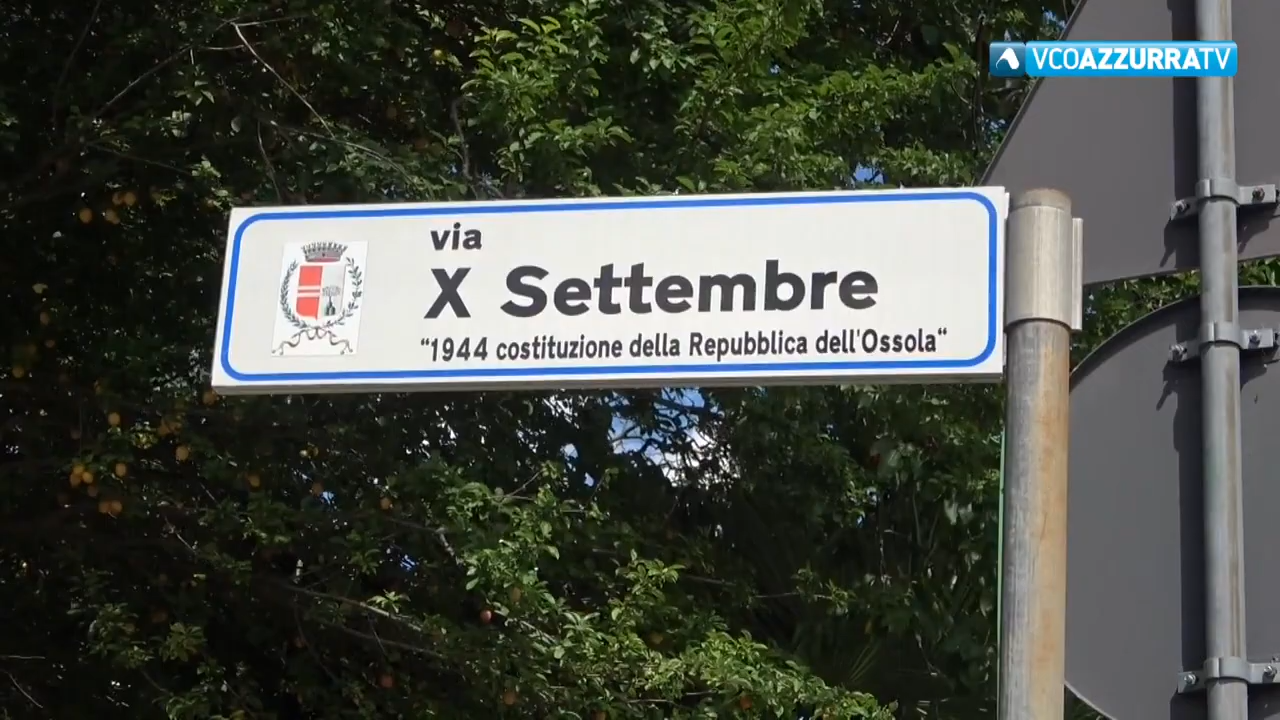 VCOAZZURRATV
via
X Settembre
“1944 costituzione della Repubblica dell'Ossola“